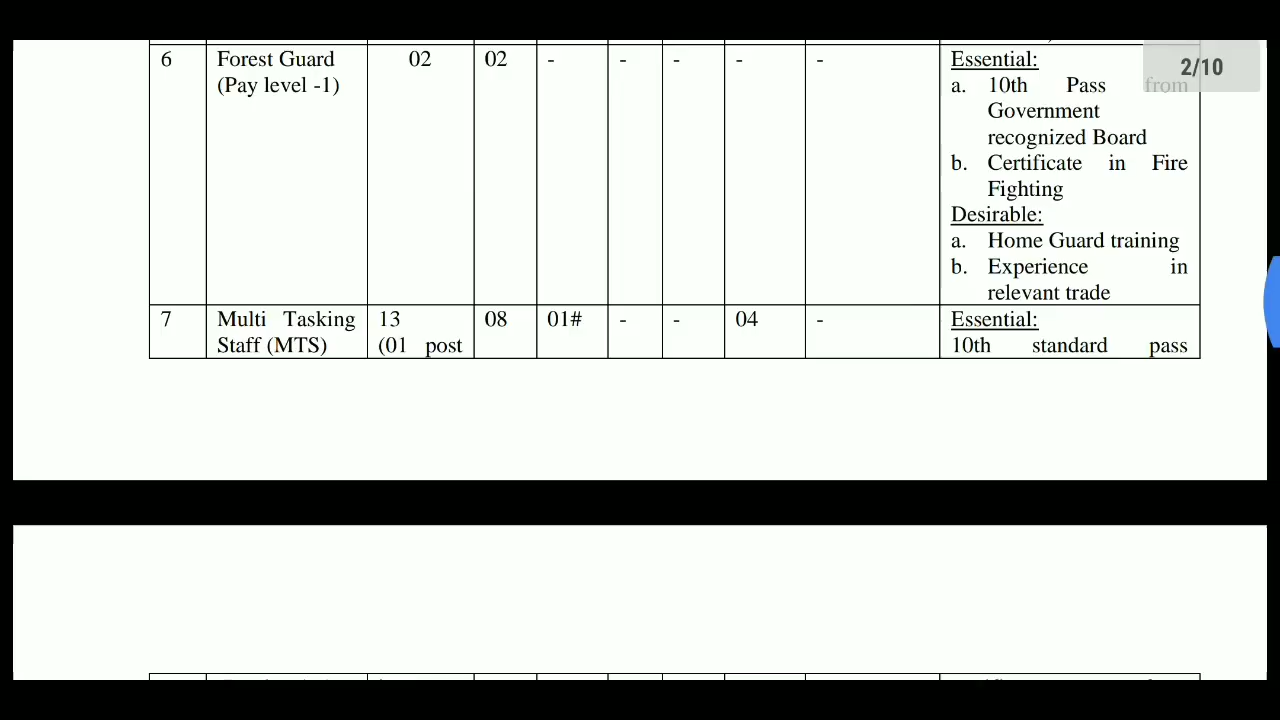 2/10
6 Forest Guard 02 02 - - - - - Essential:
(Pay level -1) a. 10th Pass from
Government
recognized Board
b. Certificate in Fire
Fighting
Desirable:
a. Home Guard training
b. Experience in
relevant trade
7 Multi Tasking 13 08 01# - - 04 - Essential:
Staff (MTS) (01 post 10th standard pass